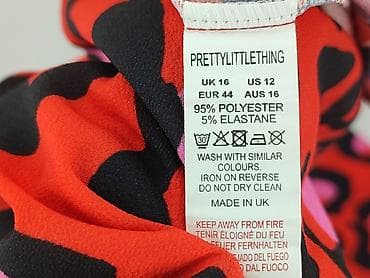 PRETTYLITTLETHING
UK 16 US 12
EUR 44 AUS 16
95% POLYESTER
5% ELASTANE
30
WASH WITH SIMILAR
COLOURS.
IRON ON REVERSE
DO NOT DRY CLEAN
MADE IN UK
KEEP AWAY FROM FIRE
TENIR ÉLOIGNÉ DU FEU
FEUER FERNHALTEN
DEL FUEGO
DAL FUOCO